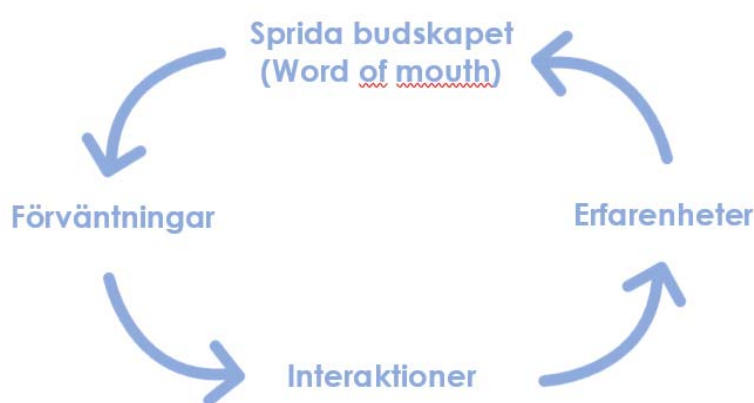 Sprida budskapet
(Word of mouth)
Förväntningar
Erfarenheter
Interaktioner